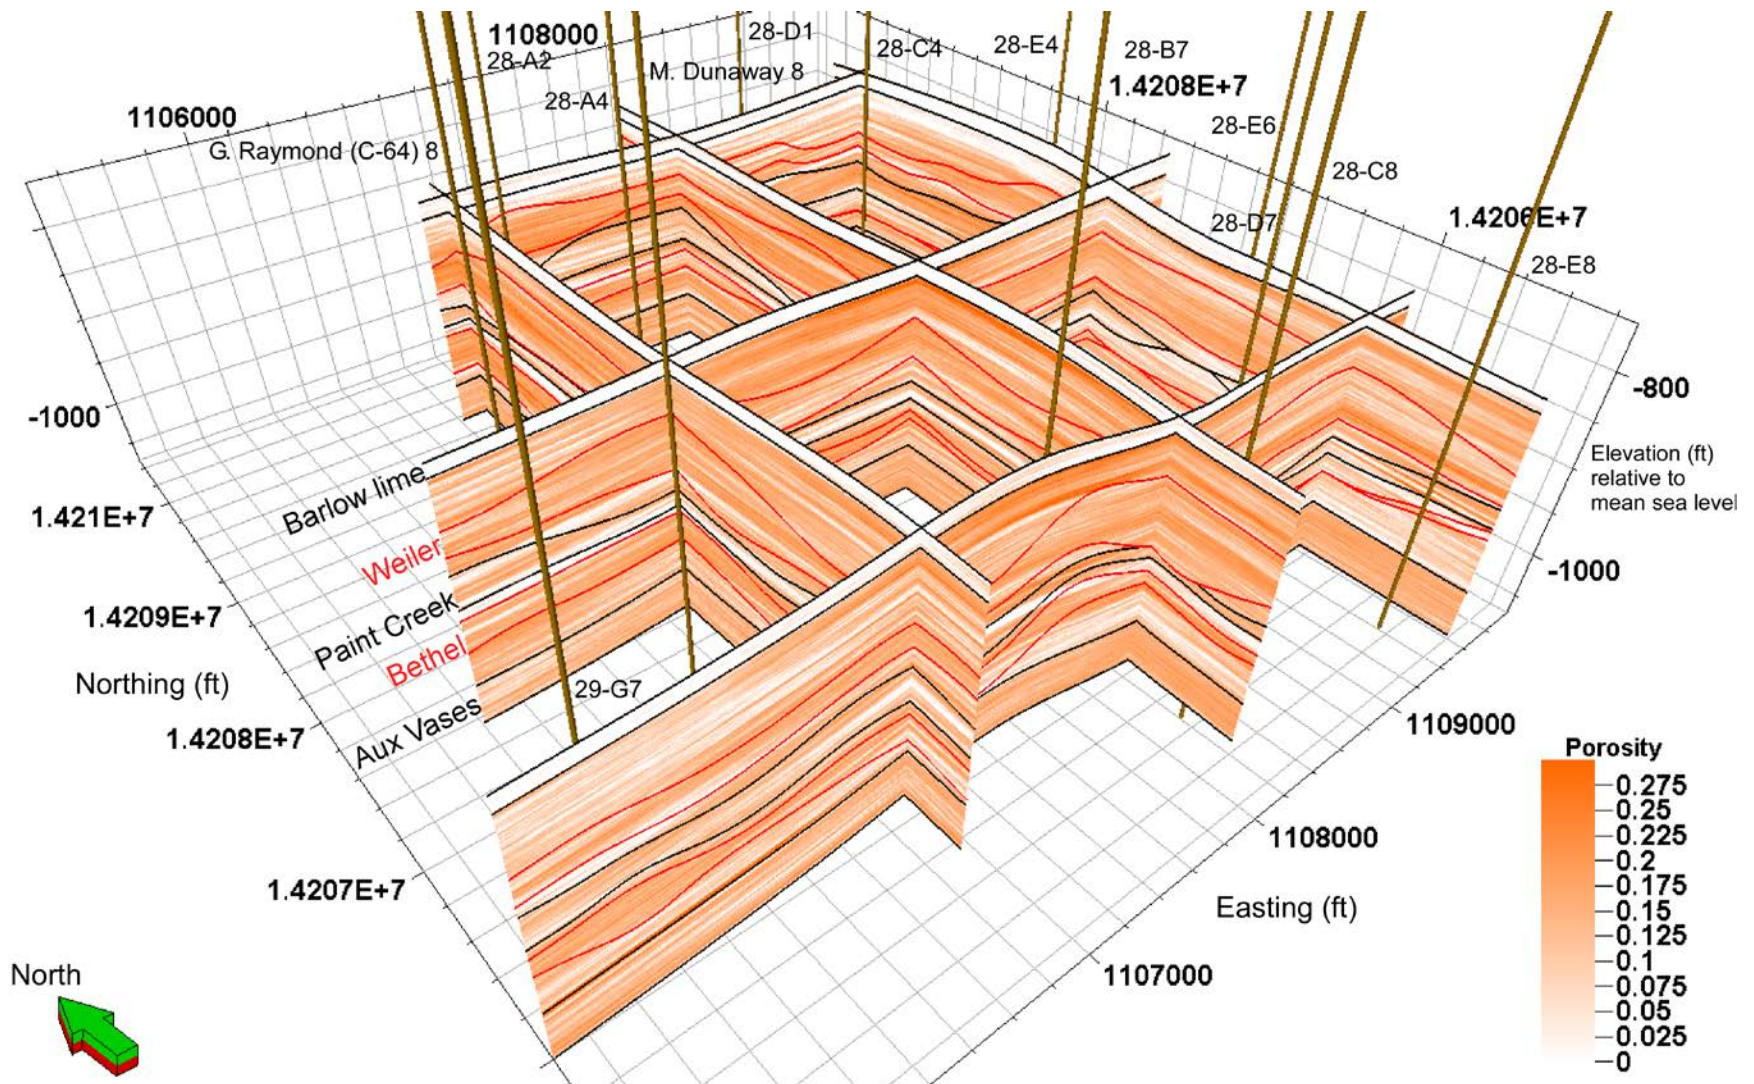 1108000
28-D1
28-C4
28-E4
28-B7
28-A2
M. Dunaway 8
1.4208E+7
28-A4
1106000
28-E6
G. Raymond (C-64) 8
28-C8
28-D7
1.4206E+7
28-E8
-800
-1000
Elevation (ft)
relative to
mean sea level
Barlow lime
1.421E+7
Weiler
-1000
1.4209E+7
Paint Creek
Bethel
Northing (ft)
29-G7
1.4208E+7
Aux Vases
1109000
Porosity
0.275
0.25
0.225
0.2
0.175
0.15
0.125
0.1
0.075
0.05
0.025
0
1108000
1.4207E+7
Easting (ft)
1107000
North